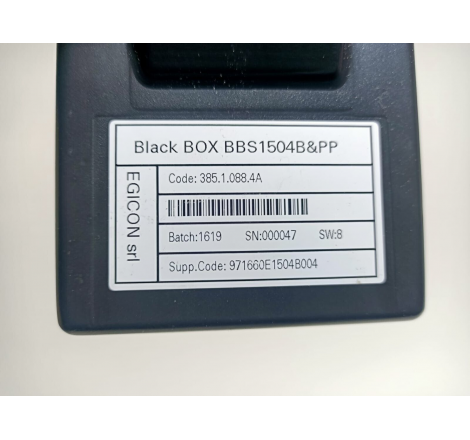 Black BOX BBS1504B&PP
EGICON srl
Code: 385.1.088.4A
Batch:1619 SN:000047 SW:8
Supp.Code: 971660E1504B004